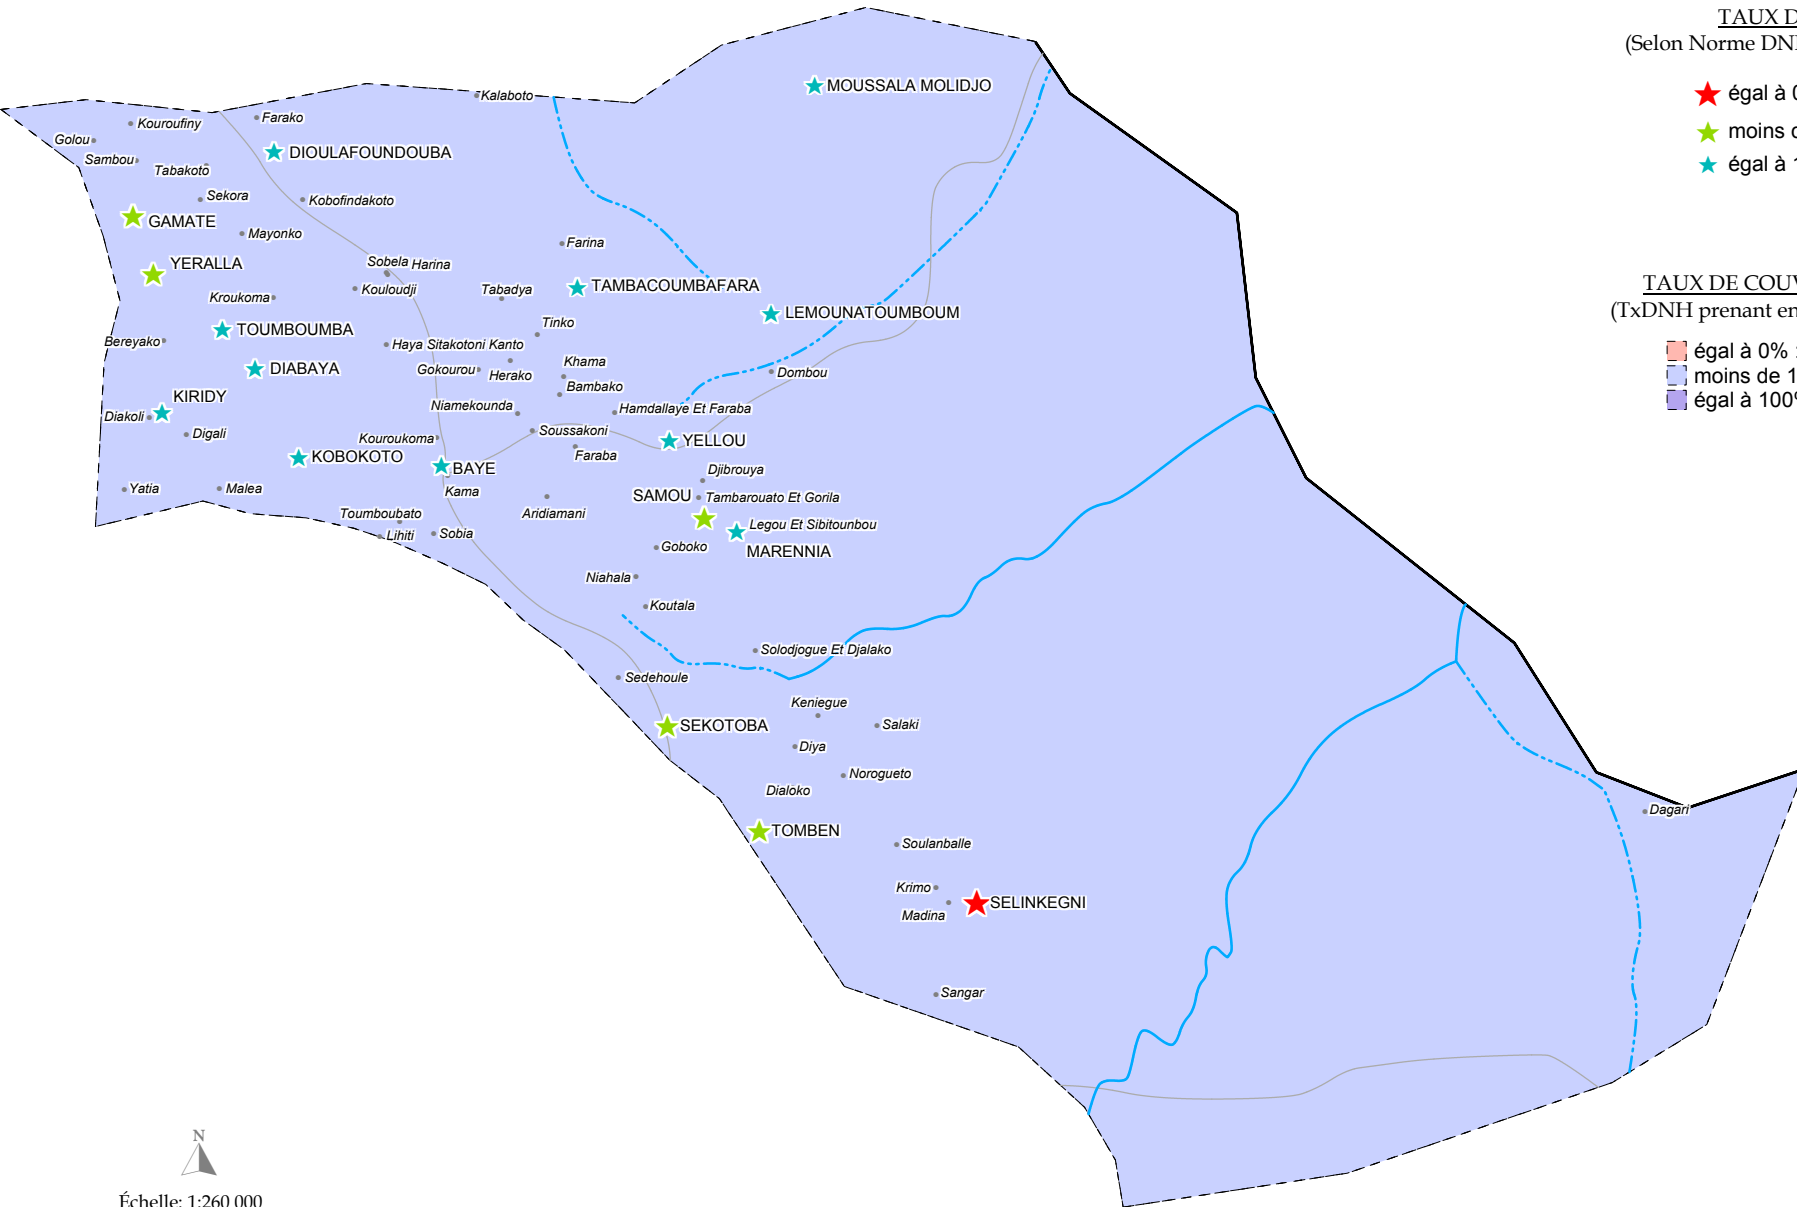 TAUX D
(Selon Norme DN
égal à 0
moins d
égal à 1
TAUX DE COUV
(TxDNH prenant en
égal à 0% :
moins de 1
égal à 100%
MOUSSALA MOLIDJO
Kalaboto
Farako
Kouroufiny
Golou
DIOULAFOUNDOUBA
Sambou
Tabakoto
Sekora
Kobofindakoto
GAMATE
Mayonko
Farina
YERALLA
Sobela
Harina
Kouloudji
Tabadya
TAMBACOUMBAFARA
Kroukoma
LEMOUNATOUMBOUM
TOUMBOUMBA
Tinko
Bereyako
Haya Sitakotoni Kanto
Khama
DIABAYA
Gokourou
Herako
Dombou
Bambako
KIRIDY
Niamekounda
Hamdallaye Et Faraba
Diakoli
Digali
Kouroukoma
Soussakoni
YELLOU
Faraba
KOBOKOTO
BAYE
Djibrouya
Yatia
Malea
Kama
SAMOU
Tambarouato Et Gorila
Toumboubato
Aridiamani
Legou Et Sibitounbou
Lihiti
Sobia
Goboko
MARENNIA
Niahala
Koutala
Solodjogue Et Djalako
Sedehoule
Keniegue
SEKOTOBA
Salaki
Diya
Norogueto
Dialoko
Dagari
TOMBEN
Soulanballe
Krimo
SELINKEGNI
Madina
Sangar
N
Échelle: 1:260 000